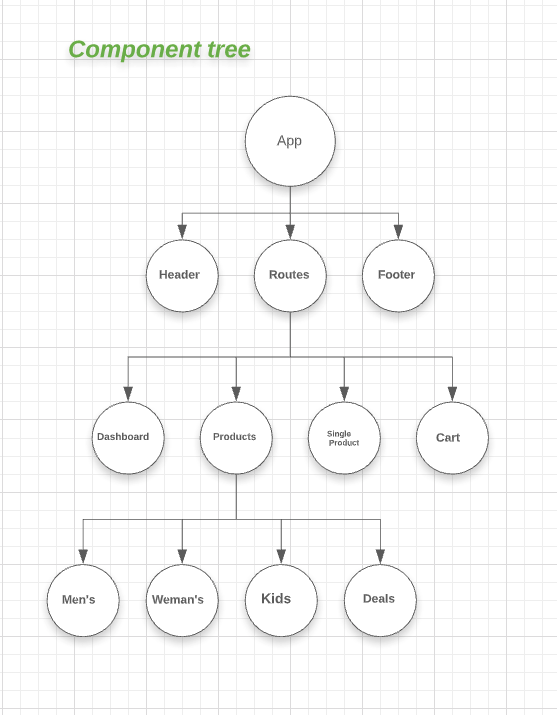 Component tree
App
Header
Routes
Footer
Dashboard
Products
Single
Product
Cart
Men's
Weman's
Kids
Deals